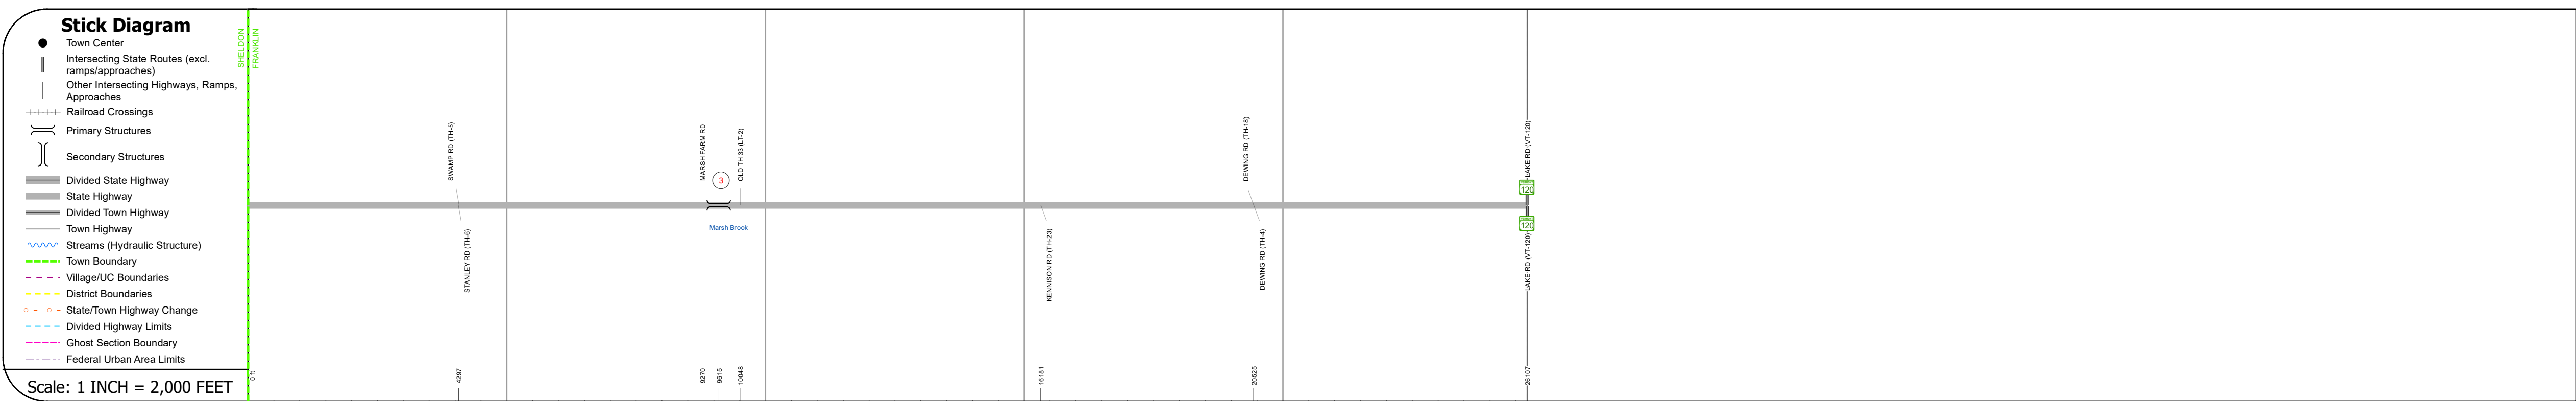 Stick Diagram
Town Center
Intersecting State Routes (excl.
ramps/approaches)
Other Intersecting Highways, Ramps,
Approaches
Railroad Crossings
Primary Structures
Secondary Structures
Divided State Highway
State Highway
Divided Town Highway
Town Highway
Streams (Hydraulic Structure)
Town Boundary
Village/UC Boundaries
District Boundaries
State/Town Highway Change
Divided Highway Limits
Ghost Section Boundary
Federal Urban Area Limits
Scale: 1 INCH = 2,000 FEET
SHELDON
FRANKLIN
SWAMP RD (TH-5)
STANLEY RD (TH-6)
MARSH FARM RD
3
OLD TH 33 (LT-2)
Marsh Brook
KENNISON RD (TH-23)
DEWING RD (TH-18)
DEWING RD (TH-4)
LAKE RD (VT-120)
120
120
LAKE RD (VT-120)
0 ft
4297
9270
9615
10048
16181
20525
26107